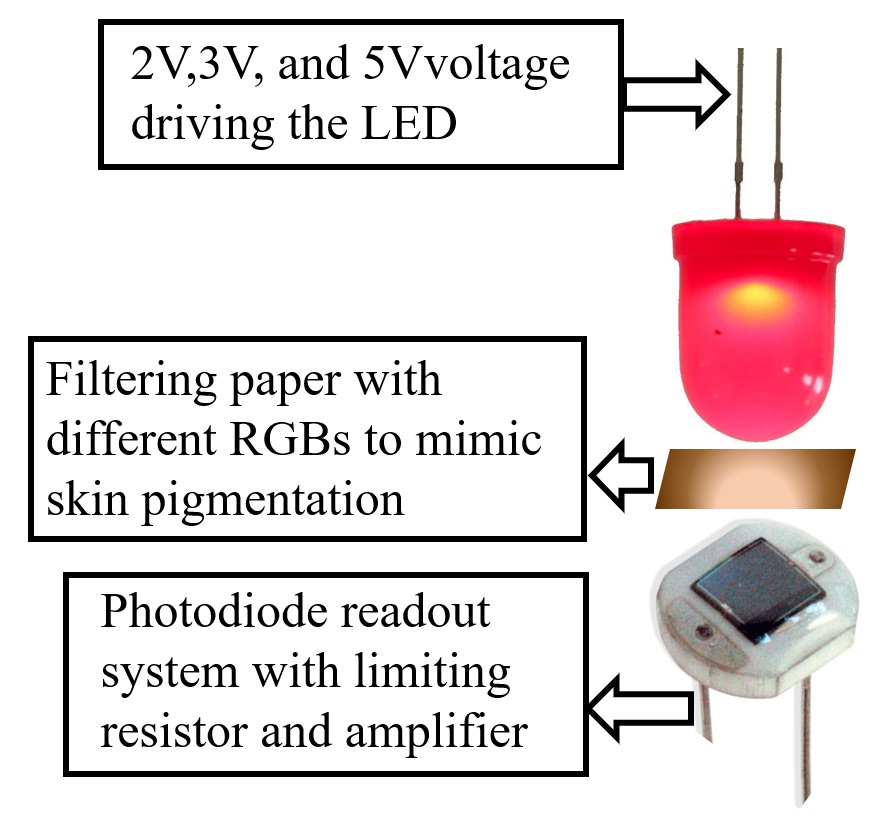 2V,3V, and 5Vvoltage
driving the LED
Filtering paper with
different RGBs to mimic
skin pigmentation
Photodiode readout
system with limiting
resistor and amplifier